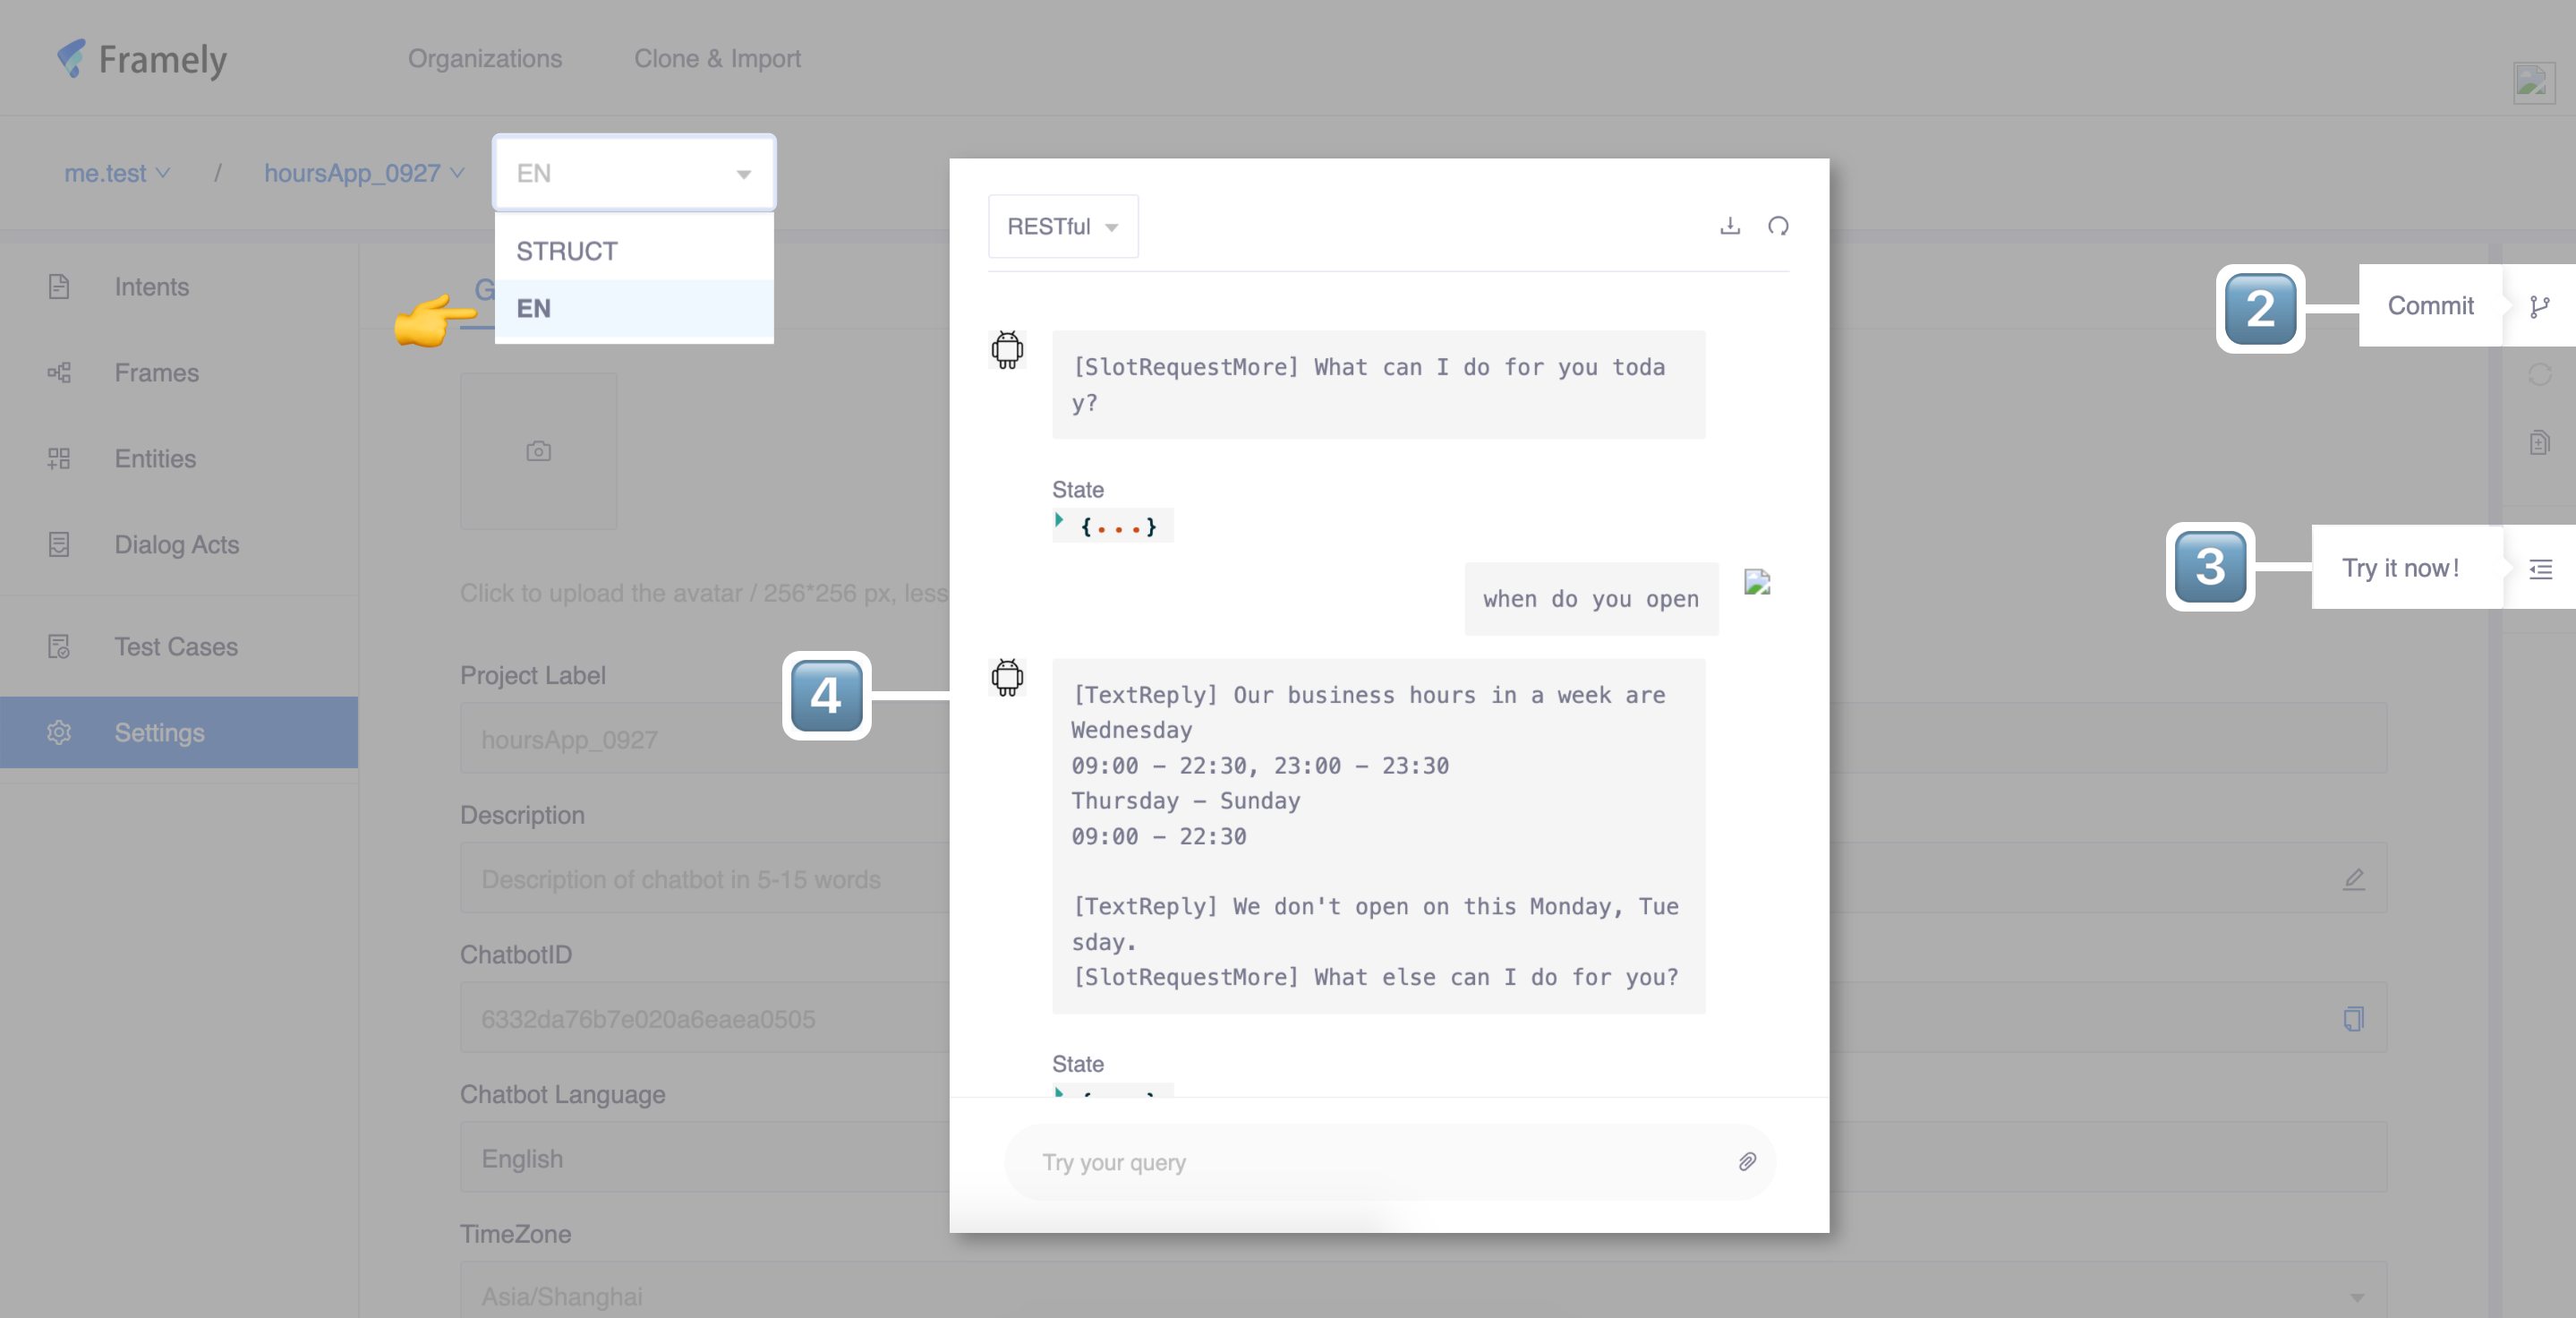 Framely
Organizations
Clone & Import
me.test
/
hoursApp_0927
EN
STRUCT
EN
Intents
Frames
Entities
Dialog Acts
Test Cases
Settings
G
Click to upload the avatar / 256*256 px, less
Project Label
hoursApp_0927
Description
Description of chatbot in 5-15 words
ChatbotID
6332da76b7e020a6eaea0505
Chatbot Language
English
TimeZone
Asia/Shanghai
4
RESTful
[SlotRequestMore] What can I do for you toda
y?
State
{...}
when do you open
[TextReply] Our business hours in a week are
Wednesday
09:00 – 22:30, 23:00 – 23:30
Thursday – Sunday
09:00 – 22:30
[TextReply] We don't open on this Monday, Tue
sday.
[SlotRequestMore] What else can I do for you?
State
Try your query
2
Commit
3
Try it now!